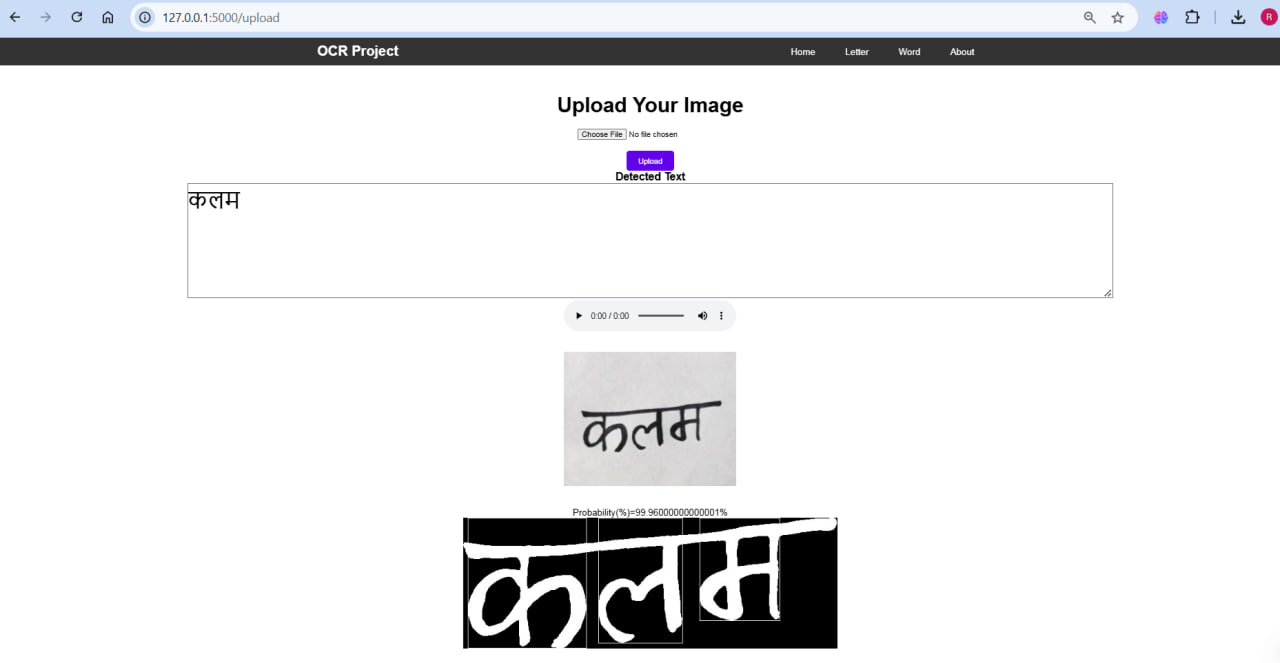 127.0.0.1:5000/upload
R
OCR Project
Home Letter Word About
Upload Your Image
Choose File No file chosen
Upload
Detected Text
कलम
0:00 / 0:00
कलम
Probability(%)=99.96000000000001%
कलम